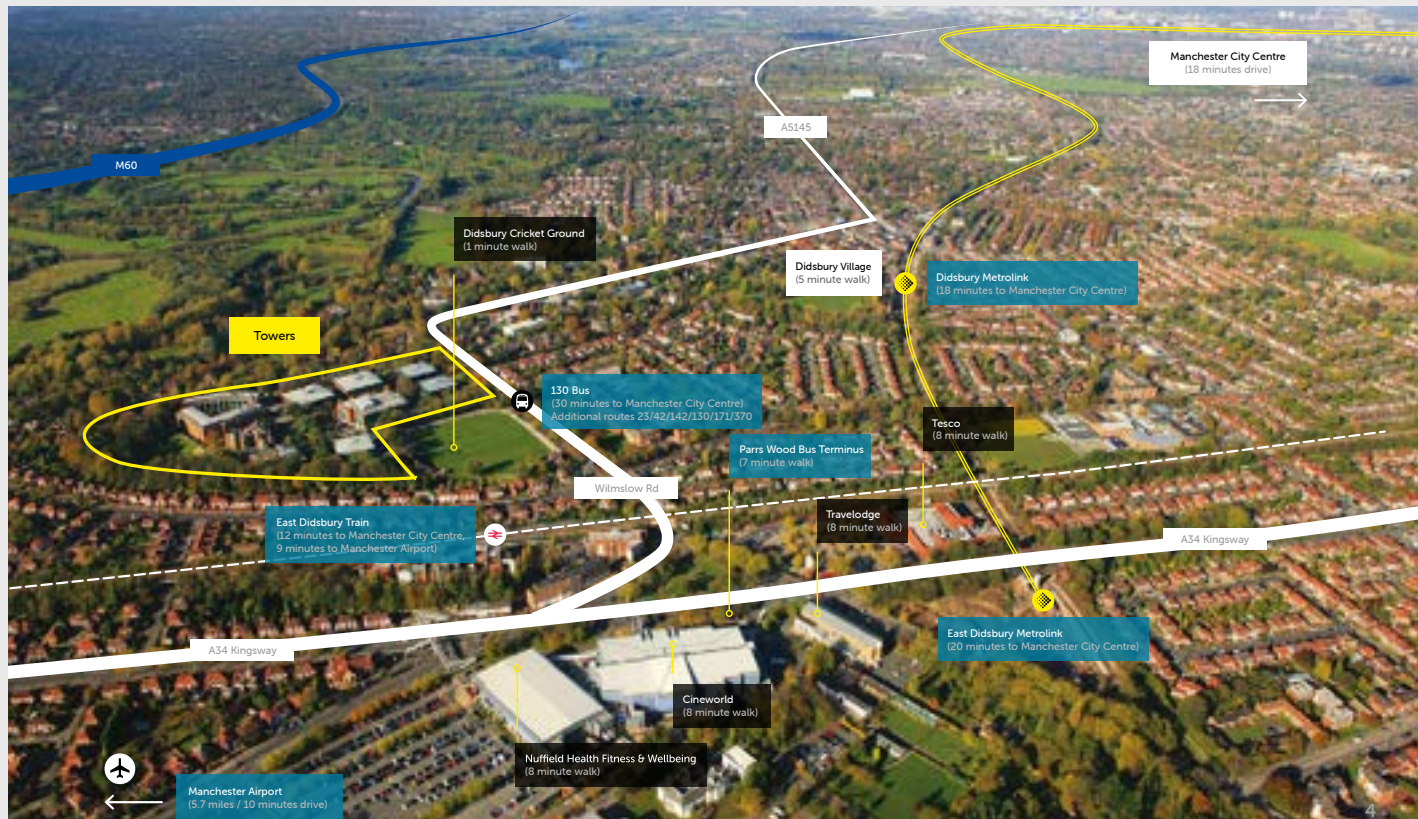 Manchester City Centre
(18 minutes drive)
A5145
M60
Didsbury Cricket Ground
(1 minute walk)
Didsbury Village
(5 minute walk)
Didsbury Metrolink
(18 minutes to Manchester City Centre)
Towers
130 Bus
(30 minutes to Manchester City Centre)
Additional routes 23/42/142/130/171/370
Tesco
(8 minute walk)
Parrs Wood Bus Terminus
(7 minute walk)
Wilmslow Rd
Travelodge
(8 minute walk)
East Didsbury Train
(12 minutes to Manchester City Centre,
9 minutes to Manchester Airport)
A34 Kingsway
A34 Kingsway
East Didsbury Metrolink
(20 minutes to Manchester City Centre)
Cineworld
(8 minute walk)
Nuffield Health Fitness & Wellbeing
(8 minute walk)
Manchester Airport
(5.7 miles / 10 minutes drive)
4